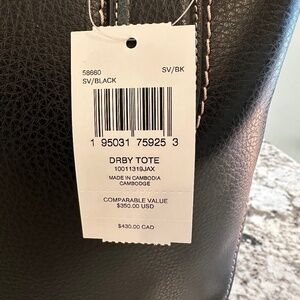 58660 SV/BK
SV/BLACK
1 95031 75925 3
DRBY TOTE
10011319JAX
MADE IN CAMBODIA
CAMBODGE
COMPARABLE VALUE
$350.00 USD
$430.00 CAD